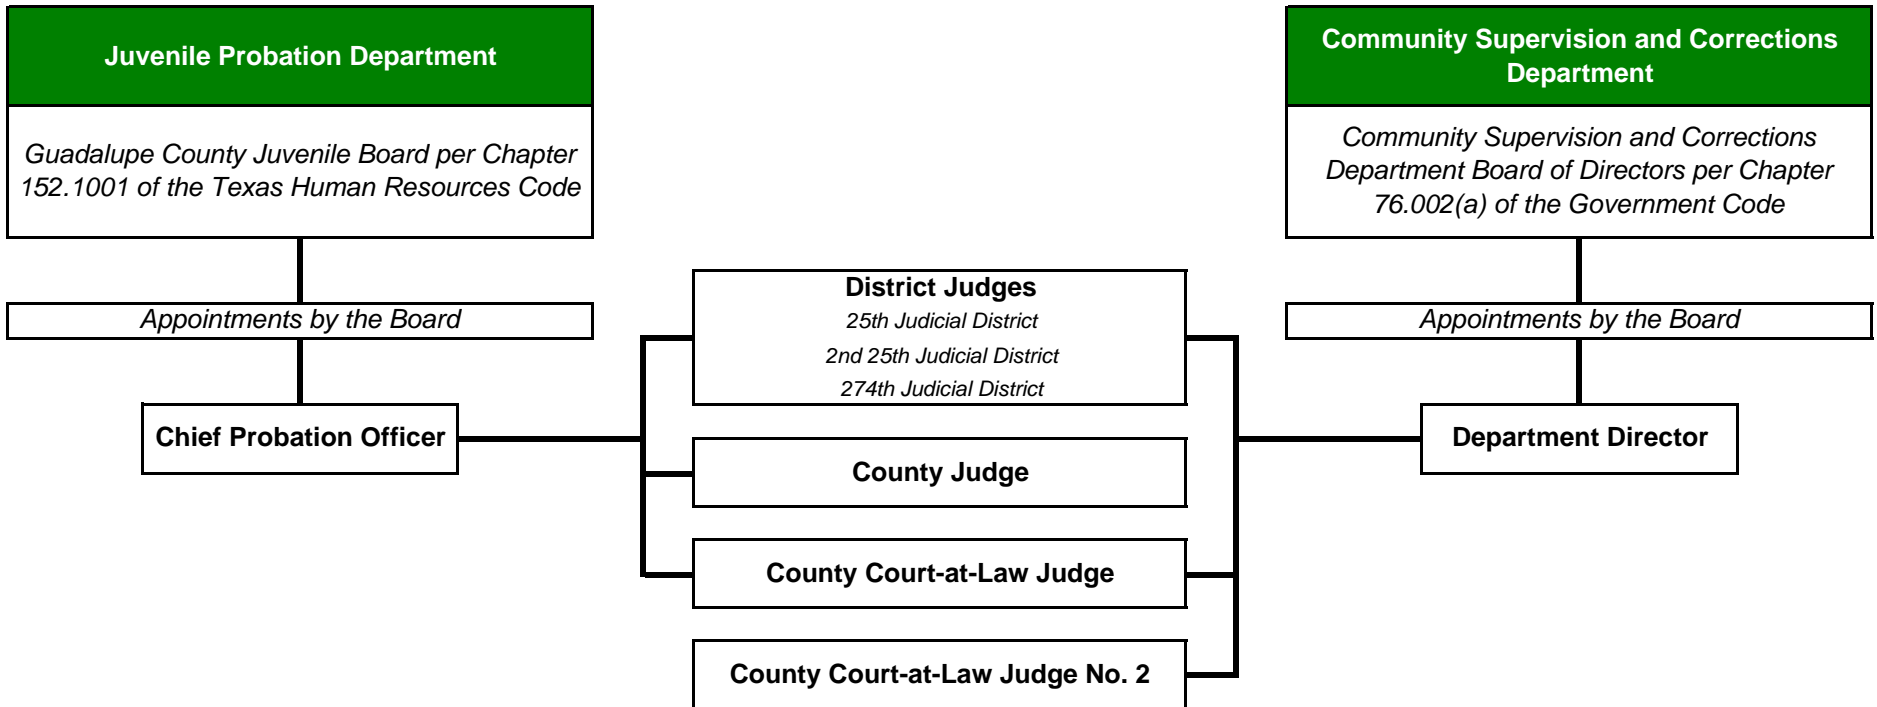 Juvenile Probation Department
Guadalupe County Juvenile Board per Chapter
152.1001 of the Texas Human Resources Code
Appointments by the Board
Chief Probation Officer
District Judges
25th Judicial District
2nd 25th Judicial District
274th Judicial District
County Judge
County Court-at-Law Judge
County Court-at-Law Judge No. 2
Community Supervision and Corrections
Department
Community Supervision and Corrections
Department Board of Directors per Chapter
76.002(a) of the Government Code
Appointments by the Board
Department Director